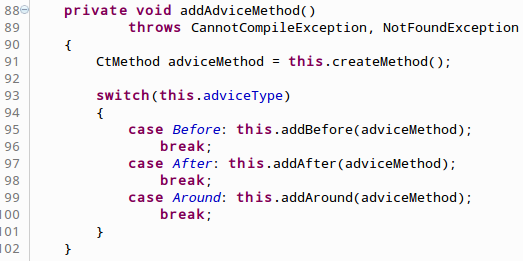 88 private void addAdviceMethod()
89 throws CannotCompileException, NotFoundException
90 {
91 CtMethod adviceMethod = this.createMethod();
92
93 switch(this.adviceType)
94 {
95 case Before: this.addBefore(adviceMethod);
96 break;
97 case After: this.addAfter(adviceMethod);
98 break;
99 case Around: this.addAround(adviceMethod);
100 break;
101 }
102 }